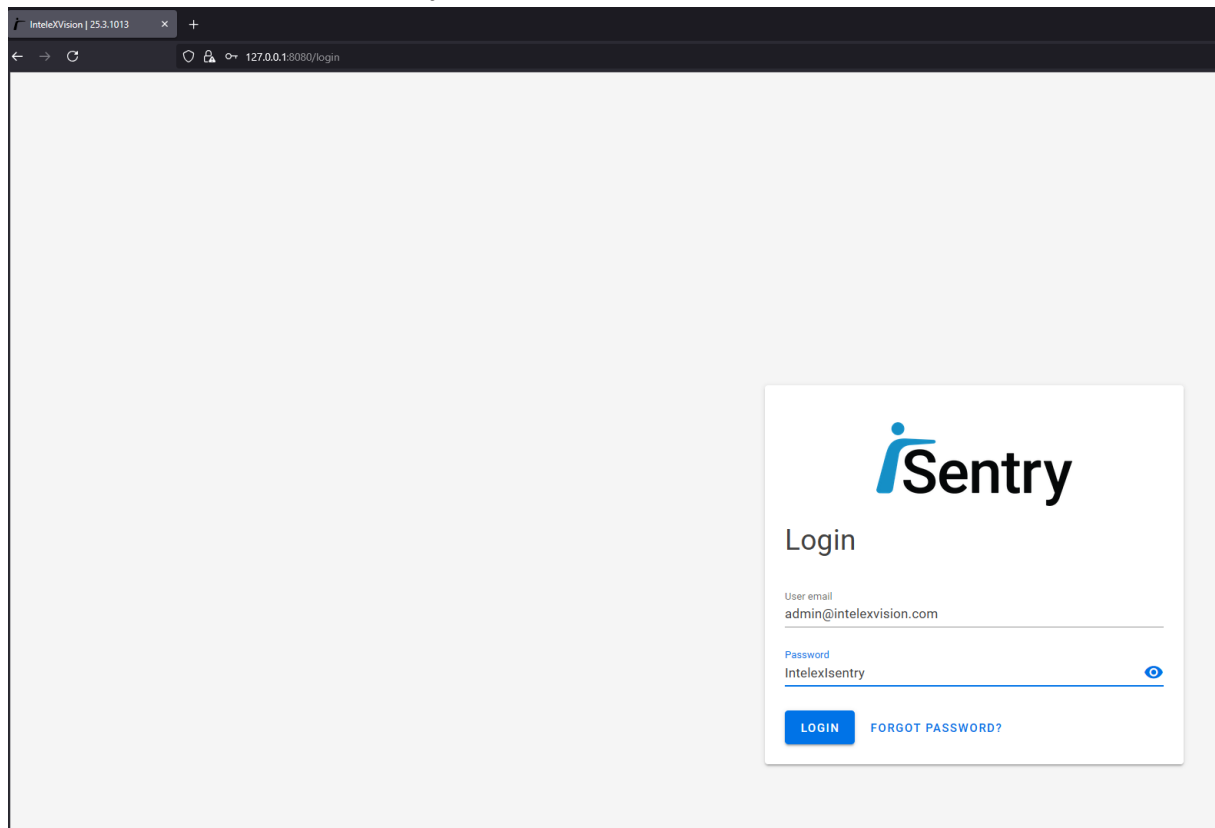 InteleXVision | 25.3.1013
127.0.0.1:8080/login
iSentry
Login
User email
admin@intelexvision.com
Password
IntelexIsentry
LOGIN FORGOT PASSWORD?